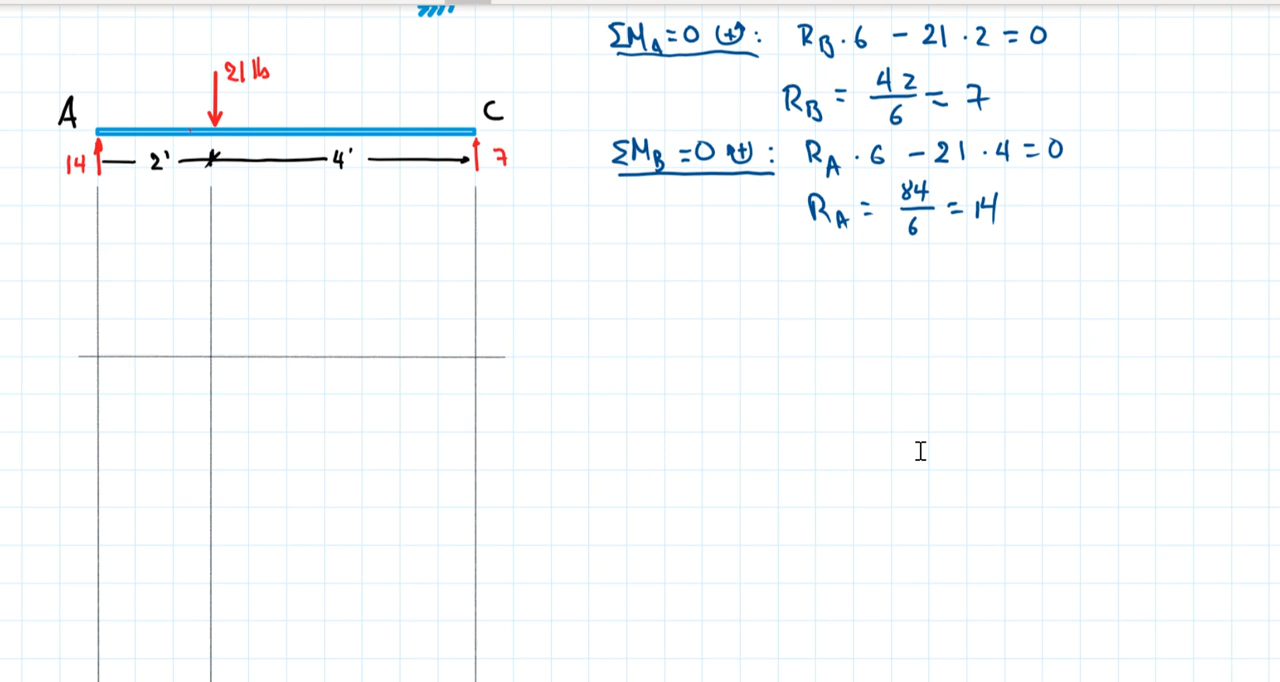 ΣM_A=0 ↺+: R_B·6 - 21·2=0
21 lb
A
C
R_B = 42/6 = 7
14
2'
4'
7
ΣM_B=0 ↻+: R_A·6 - 21·4=0
R_A = 84/6 = 14